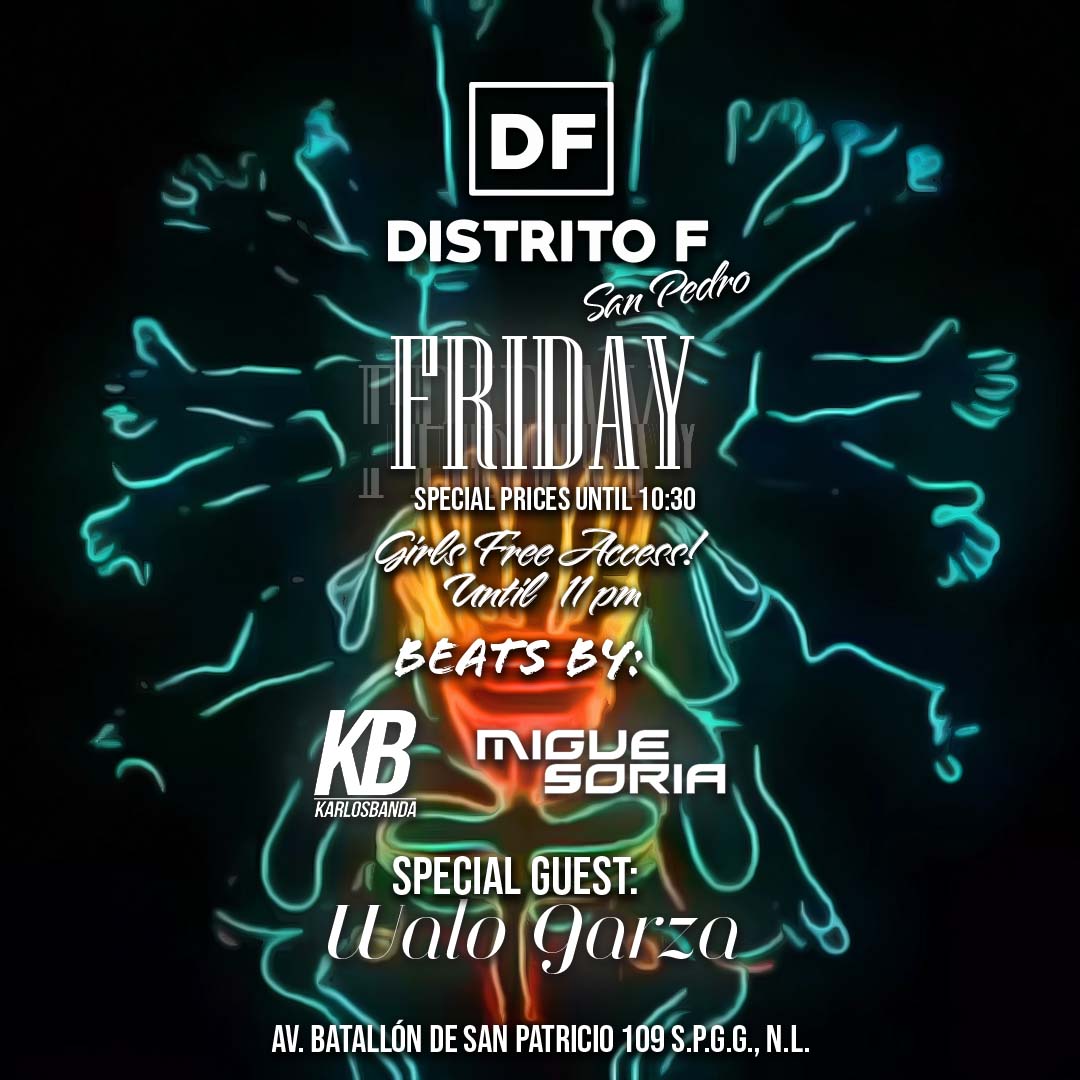 DF
DISTRITO F
San Pedro
FRIDAY
SPECIAL PRICES UNTIL 10:30
Girls Free Access!
Until 11 pm
BEATS BY:
KB
KARLOSBANDA
MIGUE
SORIA
SPECIAL GUEST:
Walo Garza
AV. BATALLÓN DE SAN PATRICIO 109 S.P.G.G., N.L.